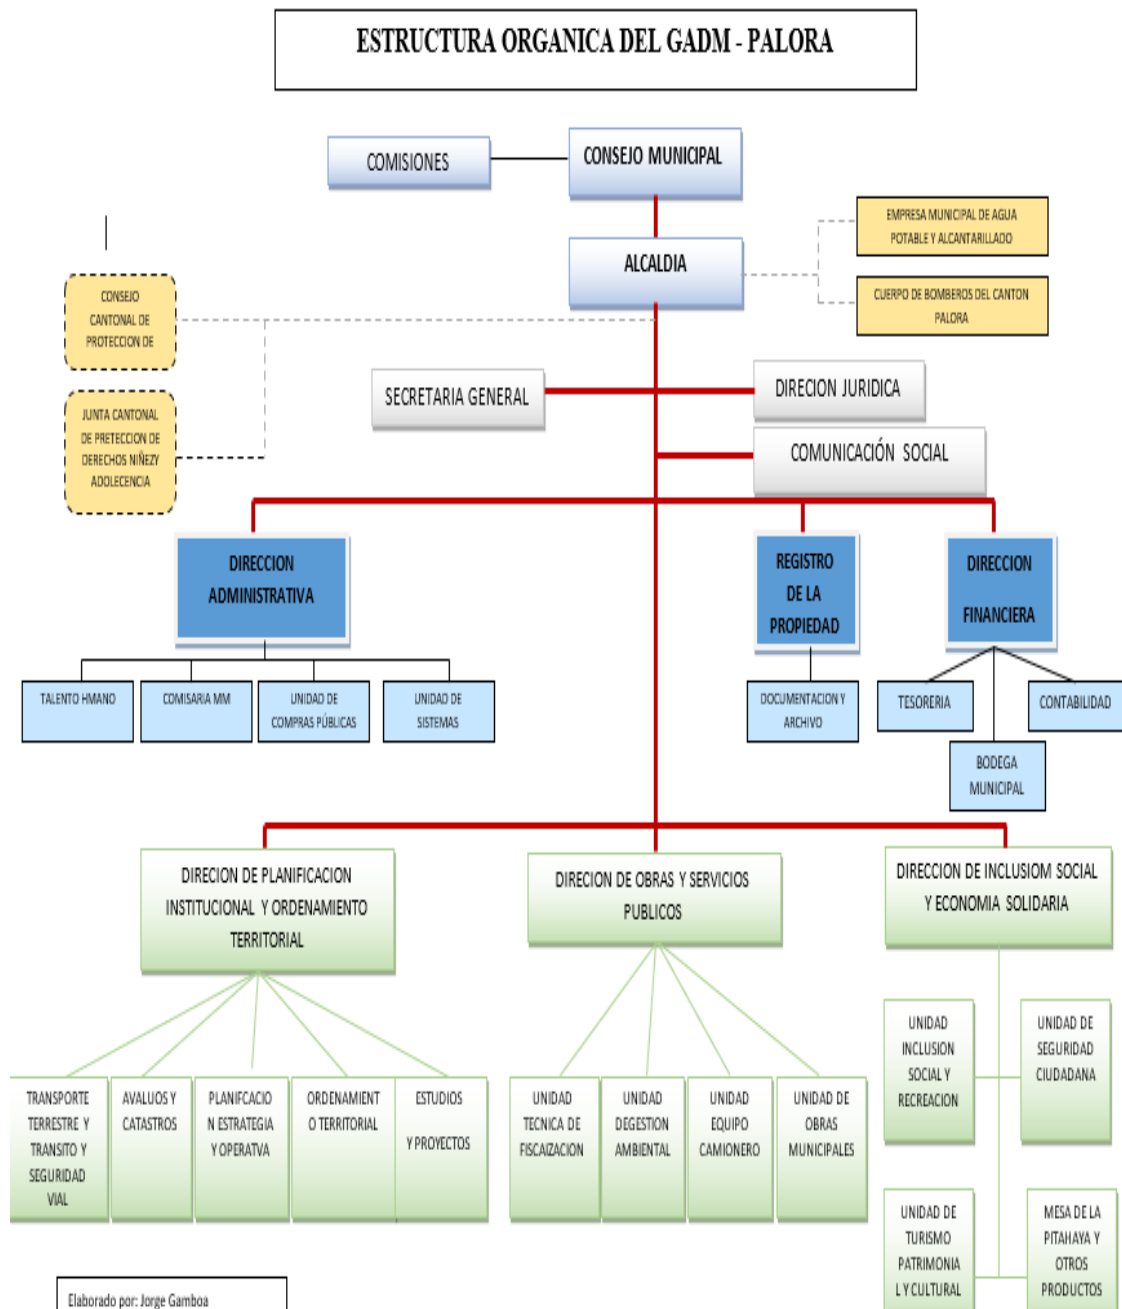 ESTRUCTURA ORGANICA DEL GADM - PALORA
COMISIONES
CONSEJO MUNICIPAL
ALCALDIA
EMPRESA MUNICIPAL DE AGUA
POTABLE Y ALCANTARILLADO
CUERPO DE BOMBEROS DEL CANTON
PALORA
CONSEJO
CANTONAL DE
PROTECCION DE
JUNTA CANTONAL
DE PRETECCION DE
DERECHOS NIÑEZY
ADOLECENCIA
SECRETARIA GENERAL
DIRECION JURIDICA
COMUNICACIÓN SOCIAL
DIRECCION
ADMINISTRATIVA
REGISTRO
DE LA
PROPIEDAD
DIRECCION
FINANCIERA
TALENTO HMANO
COMISARIA MM
UNIDAD DE
COMPRAS PÚBLICAS
UNIDAD DE
SISTEMAS
DOCUMENTACION Y
ARCHIVO
TESORERIA
CONTABILIDAD
BODEGA
MUNICIPAL
DIRECION DE PLANIFICACION
INSTITUCIONAL Y ORDENAMIENTO
TERRITORIAL
DIRECION DE OBRAS Y SERVICIOS
PUBLICOS
DIRECCION DE INCLUSIOM SOCIAL
Y ECONOMIA SOLIDARIA
TRANSPORTE
TERRESTRE Y
TRANSITO Y
SEGURIDAD
VIAL
AVALUOS Y
CATASTROS
PLANIFCACIO
N ESTRATEGIA
Y OPERATVA
ORDENAMIENT
O TERRITORIAL
ESTUDIOS
Y PROYECTOS
UNIDAD
TECNICA DE
FISCAIZACION
UNIDAD
DEGESTION
AMBIENTAL
UNIDAD
EQUIPO
CAMIONERO
UNIDAD DE
OBRAS
MUNICIPALES
UNIDAD
INCLUSION
SOCIAL Y
RECREACION
UNIDAD DE
SEGURIDAD
CIUDADANA
UNIDAD DE
TURISMO
PATRIMONIA
L Y CULTURAL
MESA DE LA
PITAHAYA Y
OTROS
PRODUCTOS
Elaborado por: Jorge Gamboa